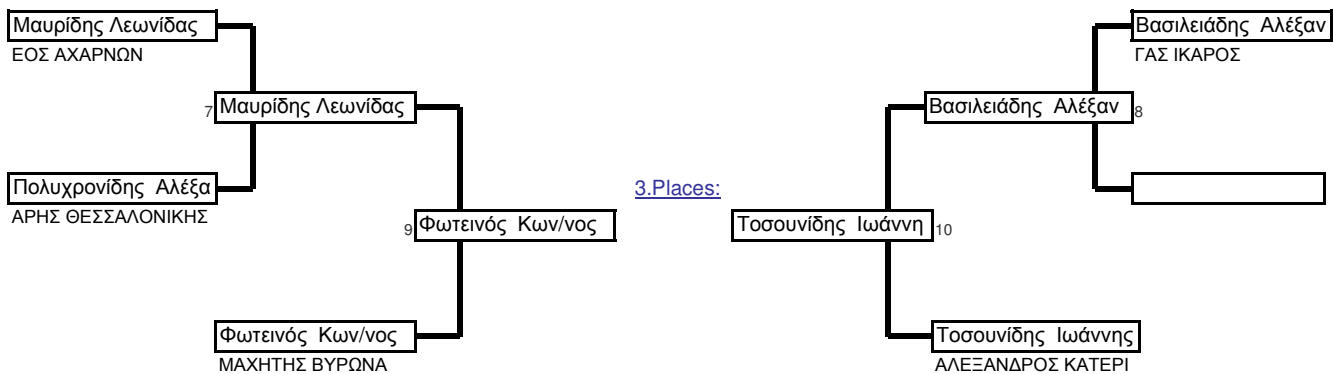 Μαυρίδης Λεωνίδας
ΕΟΣ ΑΧΑΡΝΩΝ
7 Μαυρίδης Λεωνίδας
Πολυχρονίδης Αλέξα
ΑΡΗΣ ΘΕΣΣΑΛΟΝΙΚΗΣ
9 Φωτεινός Κων/νος
Φωτεινός Κων/νος
ΜΑΧΗΤΗΣ ΒΥΡΩΝΑ
3.Places:
Βασιλειάδης Αλέξαν
ΓΑΣ ΙΚΑΡΟΣ
Βασιλειάδης Αλέξαν 8
Τοσουνίδης Ιωάννη 10
Τοσουνίδης Ιωάννης
ΑΛΕΞΑΝΔΡΟΣ ΚΑΤΕΡΙ